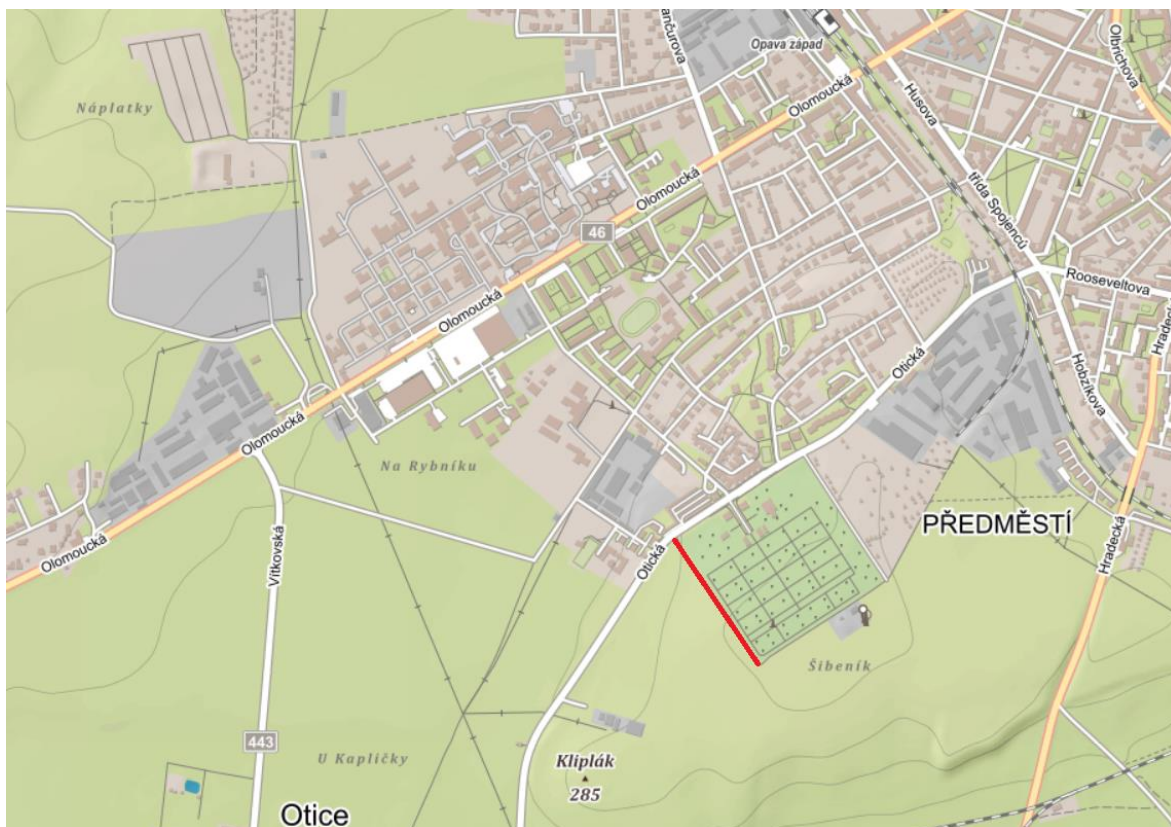 Opava západ
Olbrichova
Náplatky
Olomoucká
Husova
třída Spojenců
Olomoucká
46
Rooseveltova
Olomoucká
Hradecká
Otická
Hobzíkova
Olomoucká
Na Rybníku
PŘEDMĚSTÍ
Olomoucká
Vítkovská
Otická
Hradecká
Šibeník
443
U Kapličky
Kliplák
285
Otice